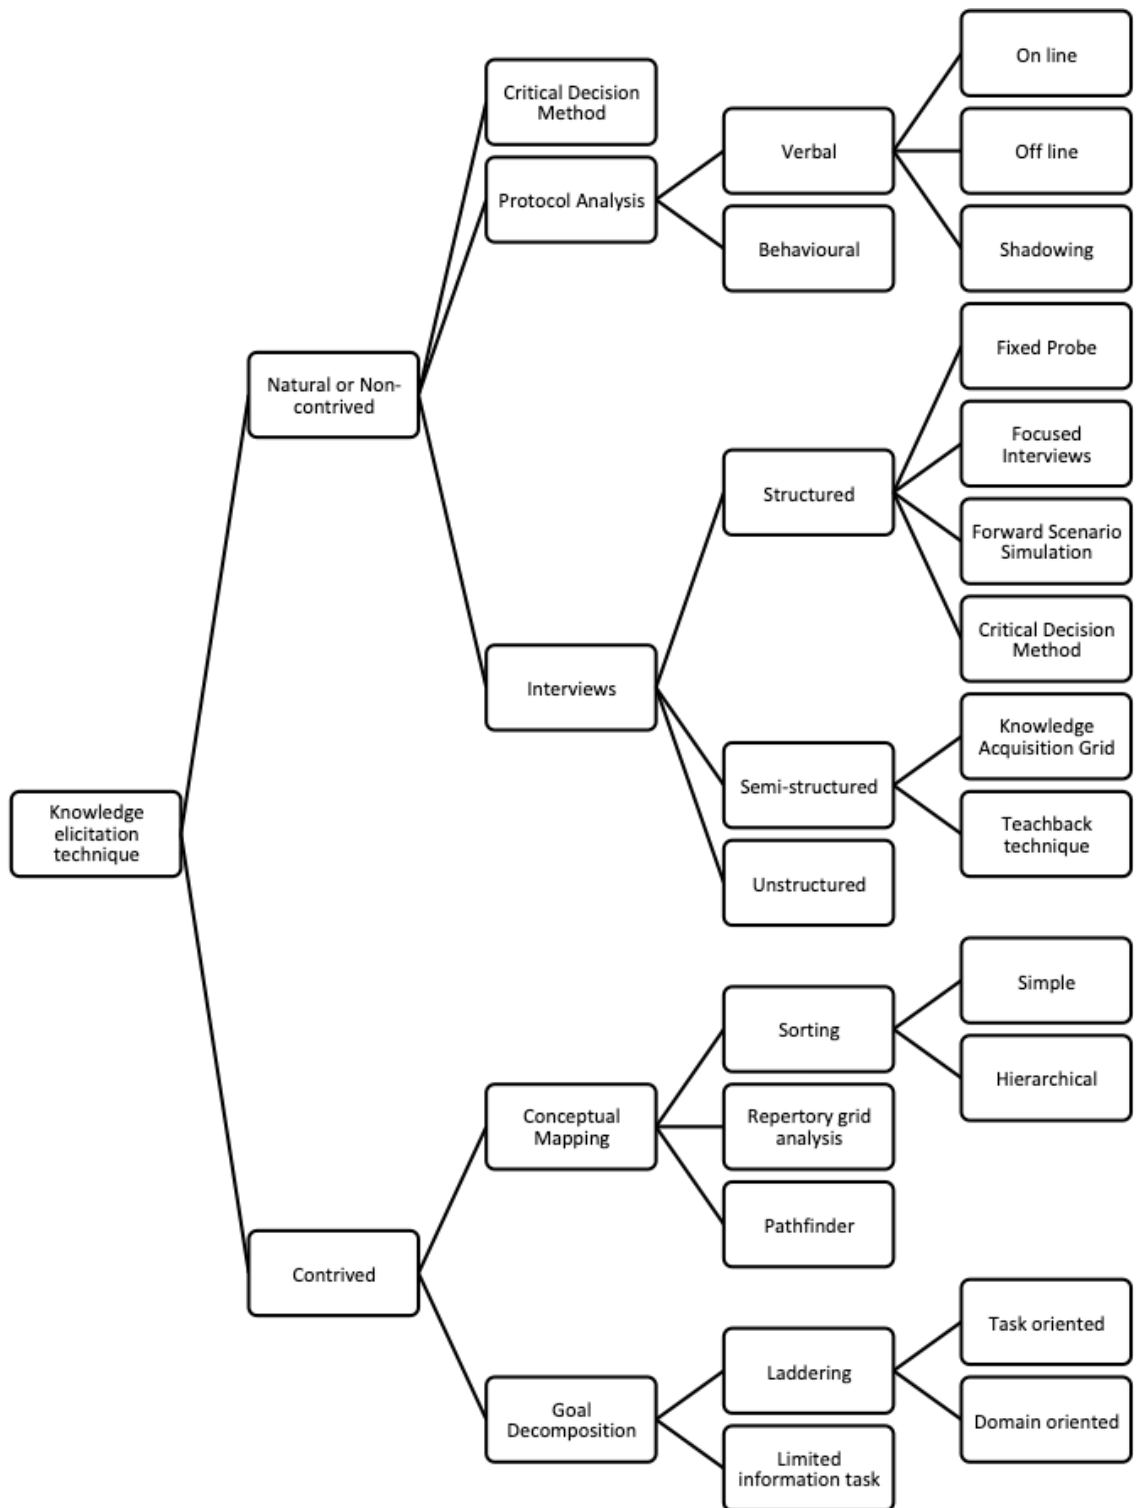 Knowledge
elicitation
technique
Natural or Non-
contrived
Critical Decision
Method
Protocol Analysis
Verbal
On line
Off line
Shadowing
Behavioural
Interviews
Structured
Fixed Probe
Focused
Interviews
Forward Scenario
Simulation
Critical Decision
Method
Semi-structured
Knowledge
Acquisition Grid
Teachback
technique
Unstructured
Contrived
Conceptual
Mapping
Sorting
Simple
Hierarchical
Repertory grid
analysis
Pathfinder
Goal
Decomposition
Laddering
Task oriented
Domain oriented
Limited
information task